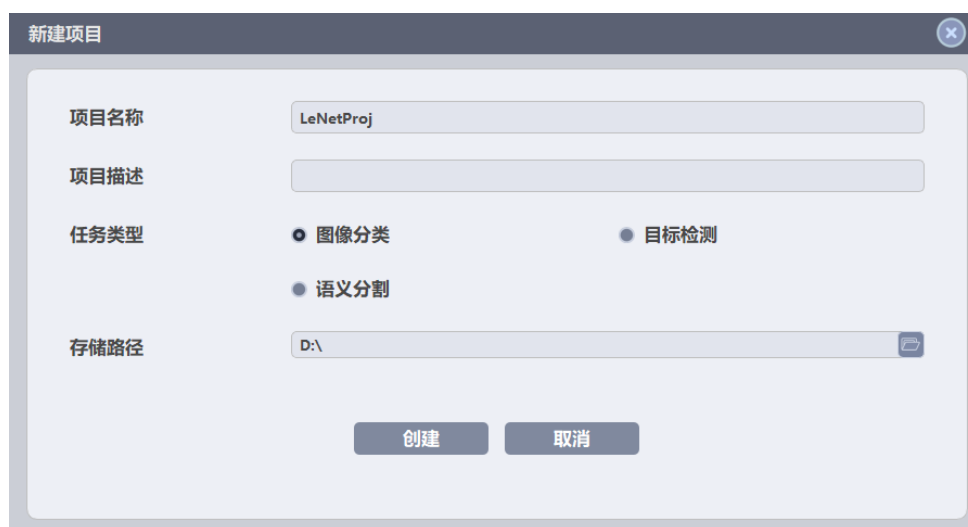 新建项目
项目名称 LeNetProj
项目描述
任务类型 图像分类 目标检测
语义分割
存储路径 D:\
创建 取消